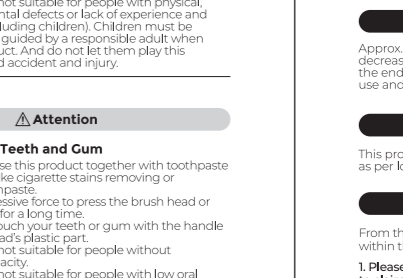 not suitable for people with physical,
ntal defects or lack of experience and
luding children). Children must be
guided by a responsible adult when
uct. And do not let them play this
d accident and injury.
⚠Attention
Teeth and Gum
se this product together with toothpaste
ke cigarette stains removing or
hpaste.
essive force to press the brush head or
for a long time.
ouch your teeth or gum with the handle
ad's plastic part.
not suitable for people without
acity.
not suitable for people with low oral
Approx.
decreas
the end
use and
This pro
as per lo
From th
within t
1. Please